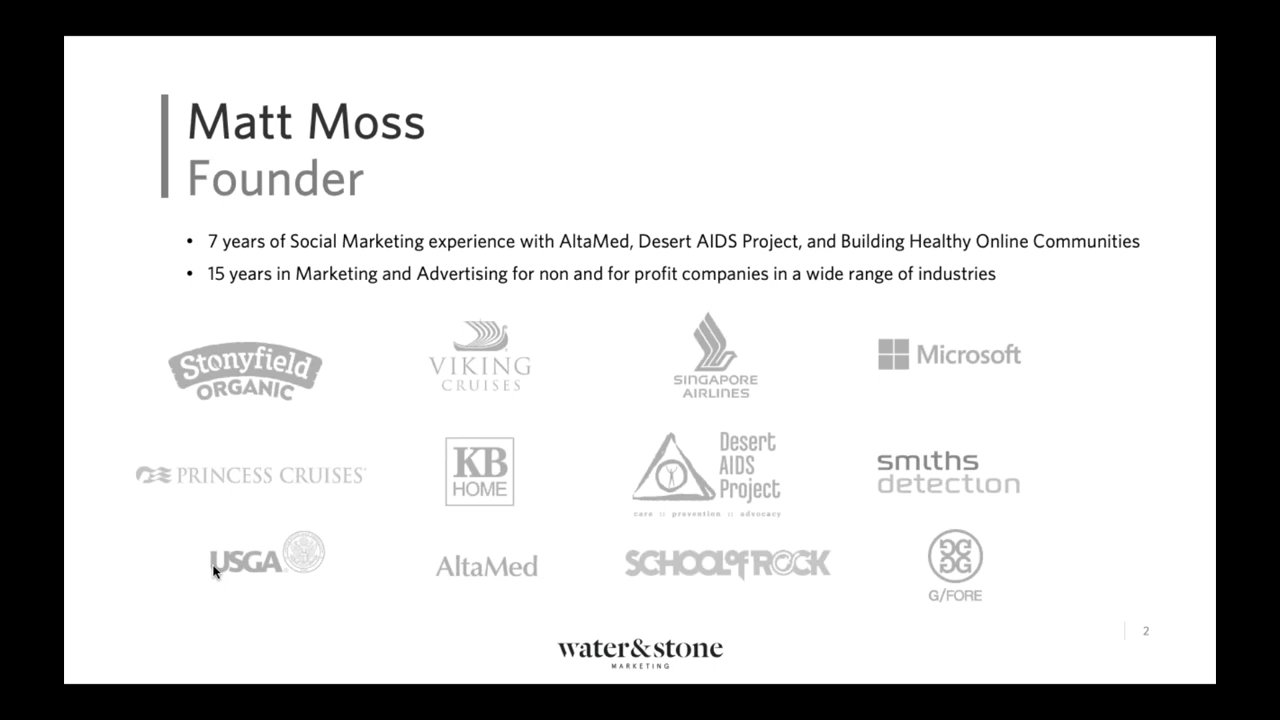 Matt Moss
Founder
• 7 years of Social Marketing experience with AltaMed, Desert AIDS Project, and Building Healthy Online Communities
• 15 years in Marketing and Advertising for non and for profit companies in a wide range of industries
Stonyfield
ORGANIC
VIKING
CRUISES
SINGAPORE
AIRLINES
Microsoft
PRINCESS CRUISES
KB
HOME
Desert
AIDS
Project
care :: prevention :: advocacy
smiths
detection
USGA
AltaMed
SCHOOL of ROCK
G/FORE
2
water&stone
MARKETING